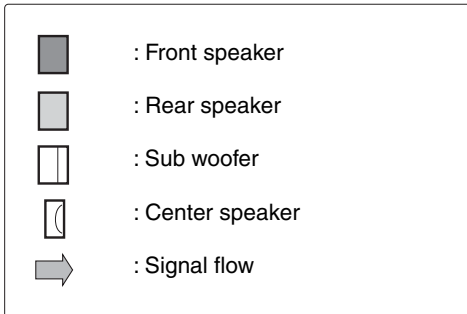 : Front speaker
: Rear speaker
: Sub woofer
: Center speaker
: Signal flow